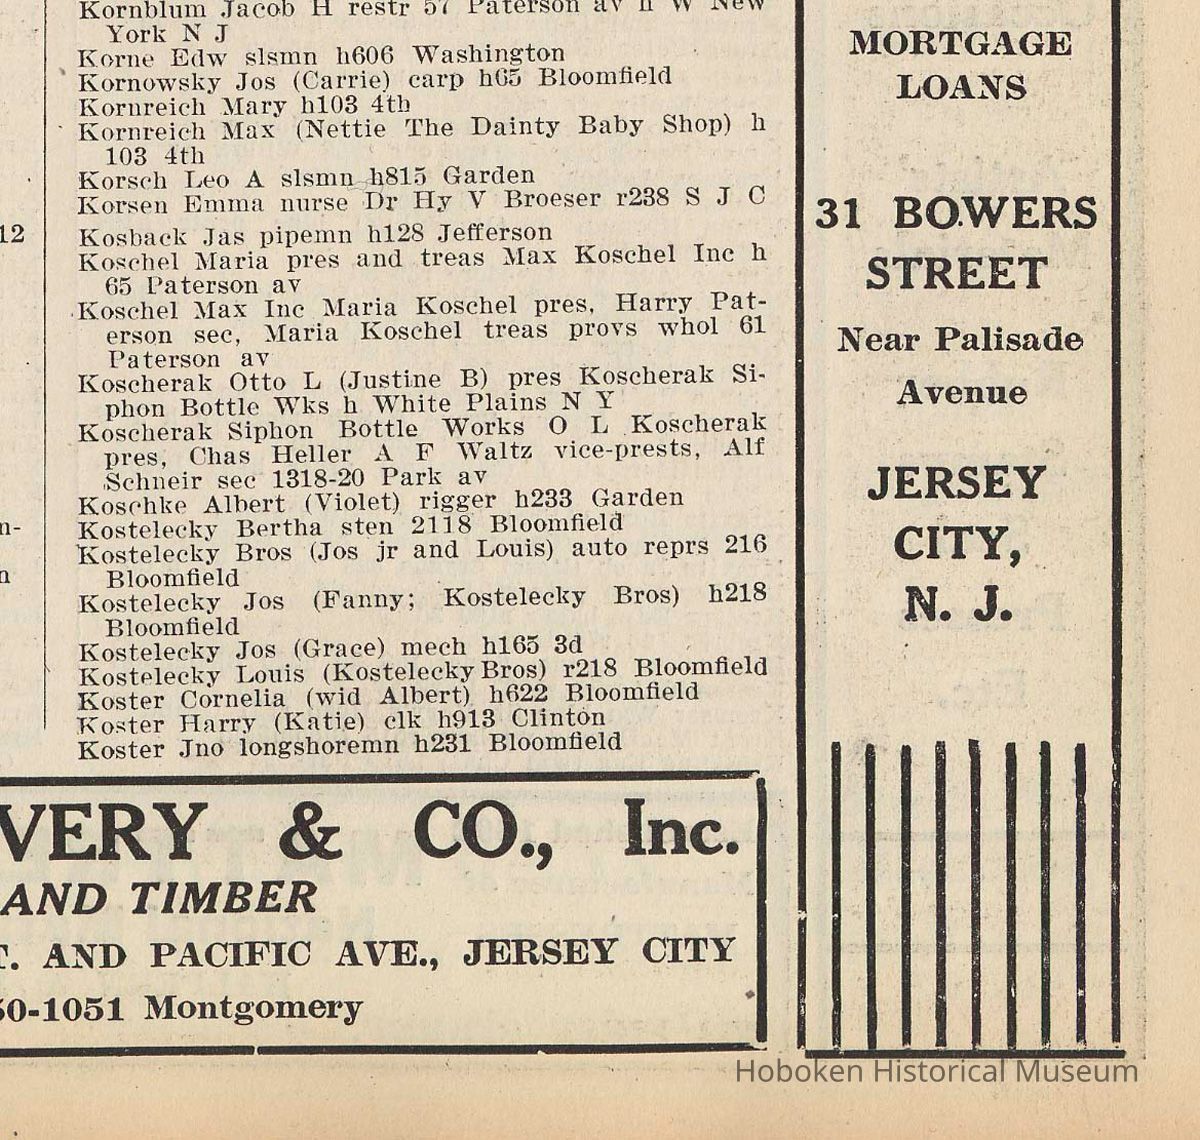 Kornblum Jacob H restr 57 Paterson av h W New
York N J
Korne Edw slsmn h606 Washington
Kornowsky Jos (Carrie) carp h65 Bloomfield
Kornreich Mary h103 4th
Kornreich Max (Nettie The Dainty Baby Shop) h
103 4th
Korsch Leo A slsmn h815 Garden
Korsen Emma nurse Dr Hy V Broeser r238 S J C
Kosback Jas pipemn h128 Jefferson
Koschel Maria pres and treas Max Koschel Inc h
65 Paterson av
Koschel Max Inc Maria Koschel pres, Harry Pat-
erson sec, Maria Koschel treas provs whol 61
Paterson av
Koscherak Otto L (Justine B) pres Koscherak Si-
phon Bottle Wks h White Plains N Y
Koscherak Siphon Bottle Works O L Koscherak
pres, Chas Heller A F Waltz vice-prests, Alf
Schneir sec 1318-20 Park av
Koschke Albert (Violet) rigger h233 Garden
Kostelecky Bertha sten 2118 Bloomfield
Kostelecky Bros (Jos jr and Louis) auto reprs 216
Bloomfield
Kostelecky Jos (Fanny; Kostelecky Bros) h218
Bloomfield
Kostelecky Jos (Grace) mech h165 3d
Kostelecky Louis (Kostelecky Bros) r218 Bloomfield
Koster Cornelia (wid Albert) h622 Bloomfield
Koster Harry (Katie) clk h913 Clinton
Koster Jno longshoremn h231 Bloomfield
12
n-
n
VERY & CO., Inc.
AND TIMBER
T. AND PACIFIC AVE., JERSEY CITY
50-1051 Montgomery
MORTGAGE
LOANS
31 BOWERS
STREET
Near Palisade
Avenue
JERSEY
CITY,
N. J.
Hoboken Historical Museum